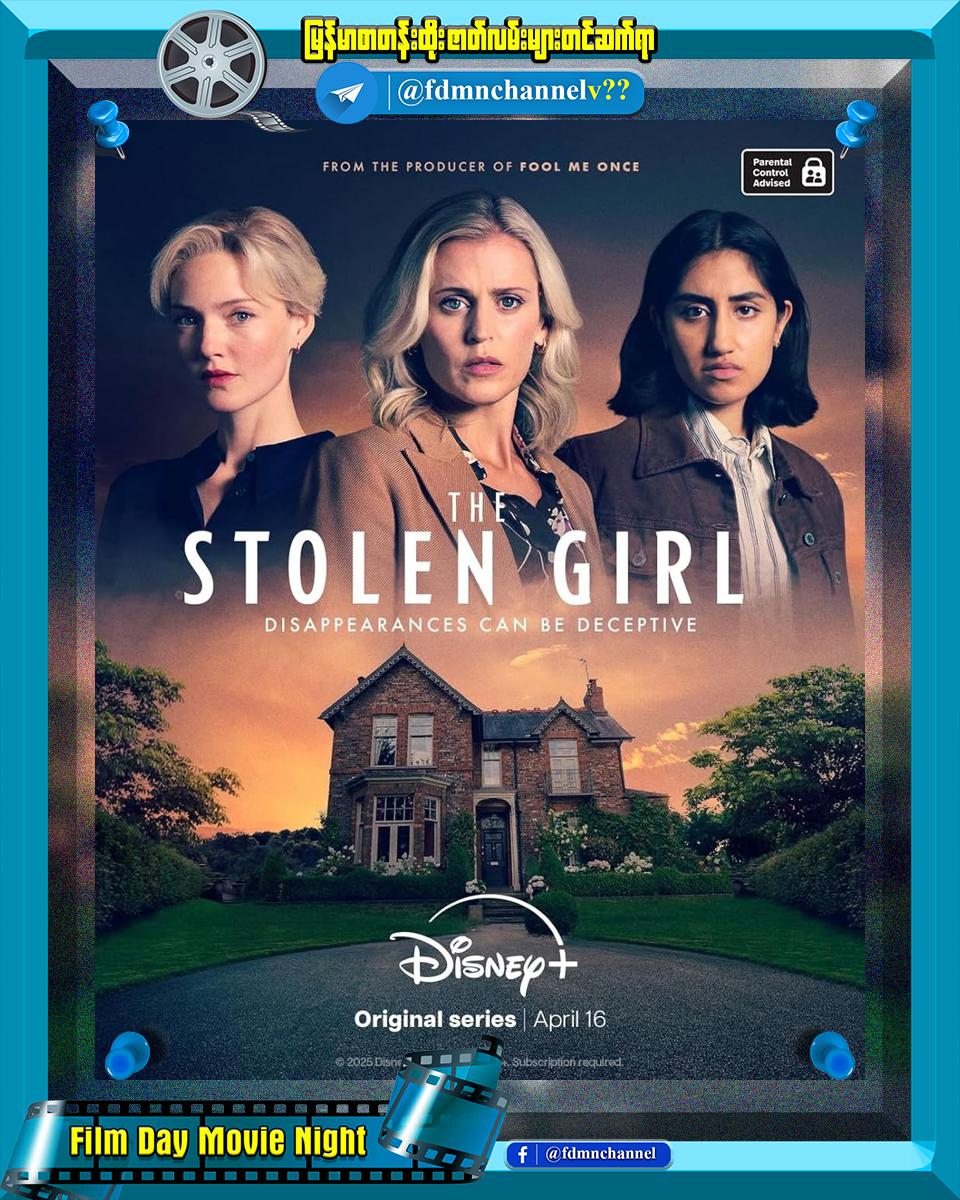 မြန်မာစာတန်းထိုးဇာတ်လမ်းများတင်ဆက်ရာ
@fdmnchannelv??
FROM THE PRODUCER OF FOOL ME ONCE
Parental
Control
Advised
THE
STOLEN GIRL
DISAPPEARANCES CAN BE DECEPTIVE
Disney+
Original series | April 16
© 2025 Disne
Subscription required.
Film Day Movie Night
f | @fdmnchannel